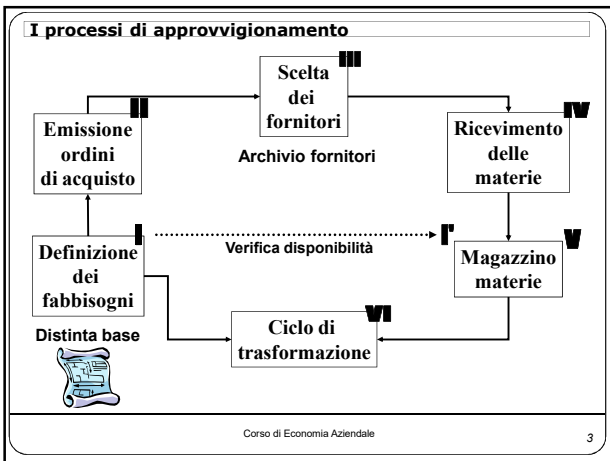 I processi di approvvigionamento
III
Scelta
dei
fornitori
Archivio fornitori
II
Emissione
ordini
di acquisto
IV
Ricevimento
delle
materie
I
Definizione
dei
fabbisogni
Distinta base
Verifica disponibilità
I'
V
Magazzino
materie
VI
Ciclo di
trasformazione
Corso di Economia Aziendale
3